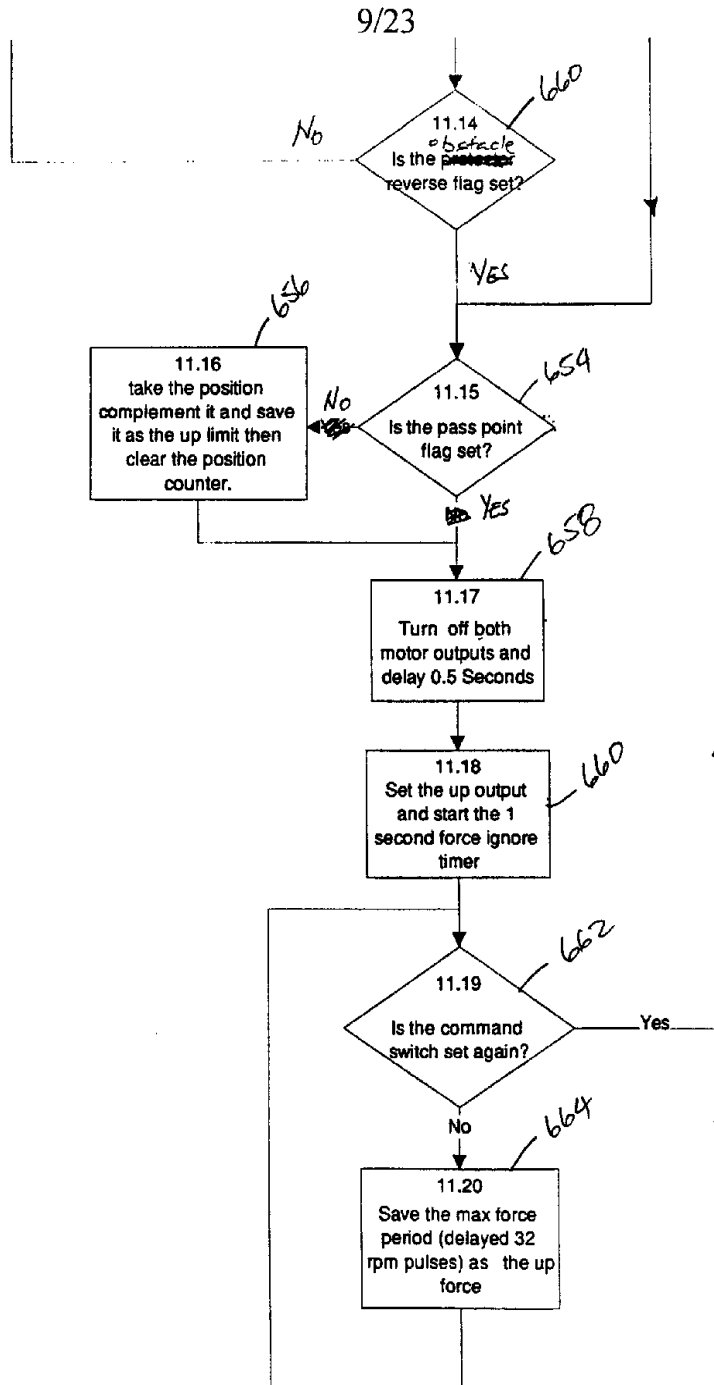 9/23
660
No
11.14
obstacle
Is the protector
reverse flag set?
YES
656
654
11.16
take the position
complement it and save
it as the up limit then
clear the position
counter.
No
11.15
Is the pass point
flag set?
YES
658
11.17
Turn off both
motor outputs and
delay 0.5 Seconds
660
11.18
Set the up output
and start the 1
second force ignore
timer
662
11.19
Is the command
switch set again?
Yes
No
664
11.20
Save the max force
period (delayed 32
rpm pulses) as the up
force